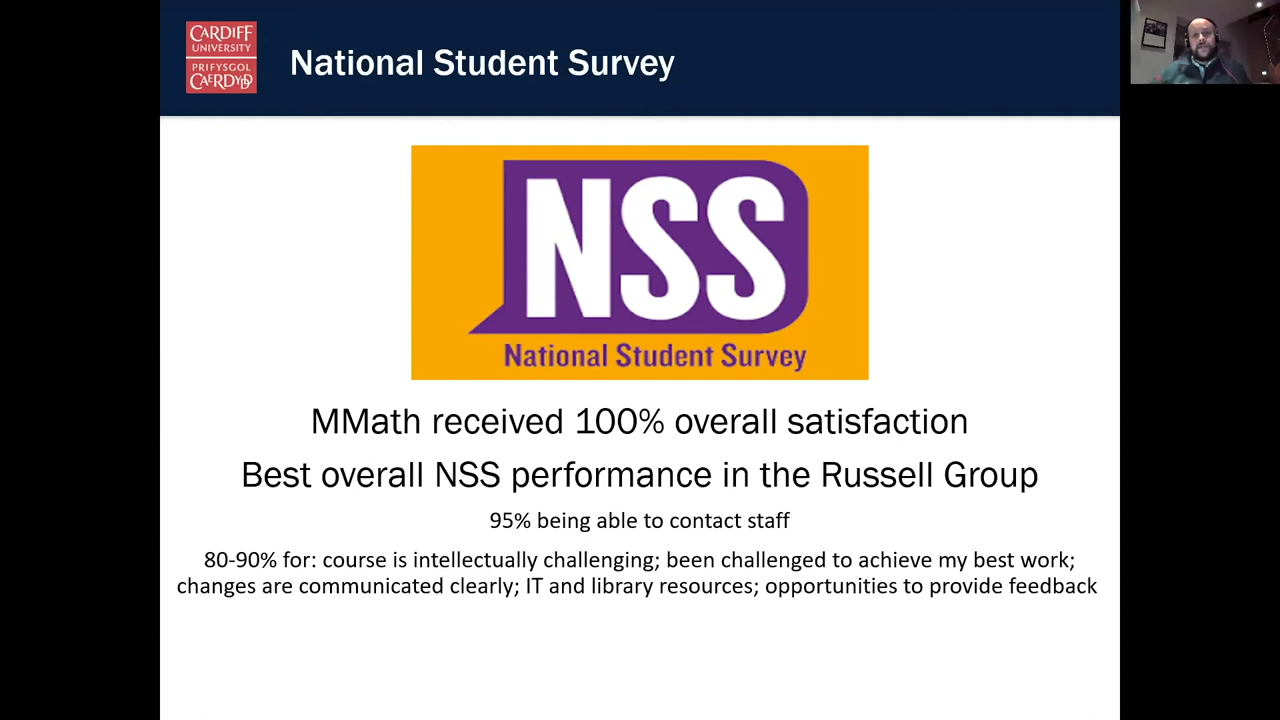 CARDIFF
UNIVERSITY
PRIFYSGOL
CAERDYDD
National Student Survey
NSS
National Student Survey
MMath received 100% overall satisfaction
Best overall NSS performance in the Russell Group
95% being able to contact staff
80-90% for: course is intellectually challenging; been challenged to achieve my best work;
changes are communicated clearly; IT and library resources; opportunities to provide feedback